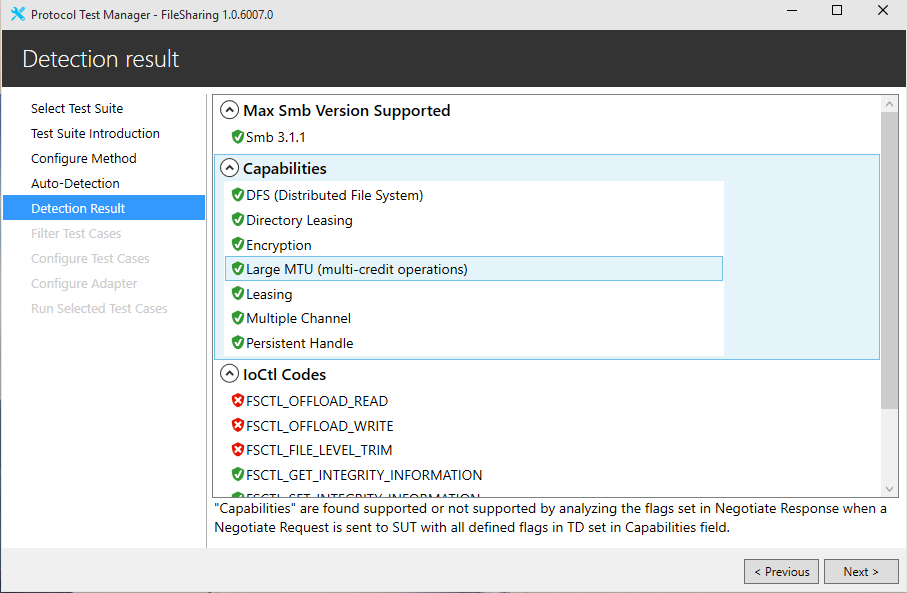 Protocol Test Manager - FileSharing 1.0.6007.0
Detection result
Select Test Suite
Test Suite Introduction
Configure Method
Auto-Detection
Detection Result
Filter Test Cases
Configure Test Cases
Configure Adapter
Run Selected Test Cases
Max Smb Version Supported
Smb 3.1.1
Capabilities
DFS (Distributed File System)
Directory Leasing
Encryption
Large MTU (multi-credit operations)
Leasing
Multiple Channel
Persistent Handle
IoCtl Codes
FSCTL_OFFLOAD_READ
FSCTL_OFFLOAD_WRITE
FSCTL_FILE_LEVEL_TRIM
FSCTL_GET_INTEGRITY_INFORMATION
FSCTL_SET_INTEGRITY_INFORMATION
"Capabilities" are found supported or not supported by analyzing the flags set in Negotiate Response when a
Negotiate Request is sent to SUT with all defined flags in TD set in Capabilities field.
< Previous
Next >